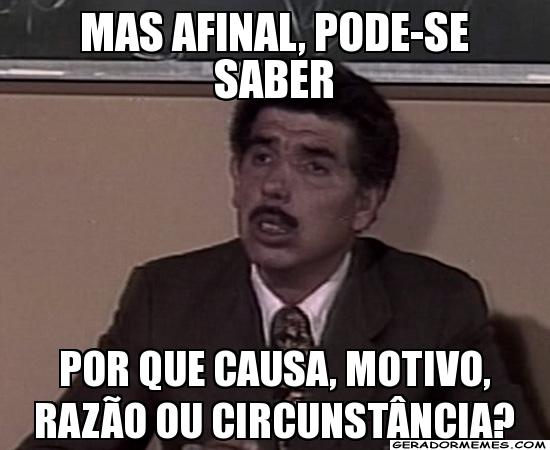 MAS AFINAL, PODE-SE
SABER
POR QUE CAUSA, MOTIVO,
RAZÃO OU CIRCUNSTÂNCIA?
GERADORMEMES.COM